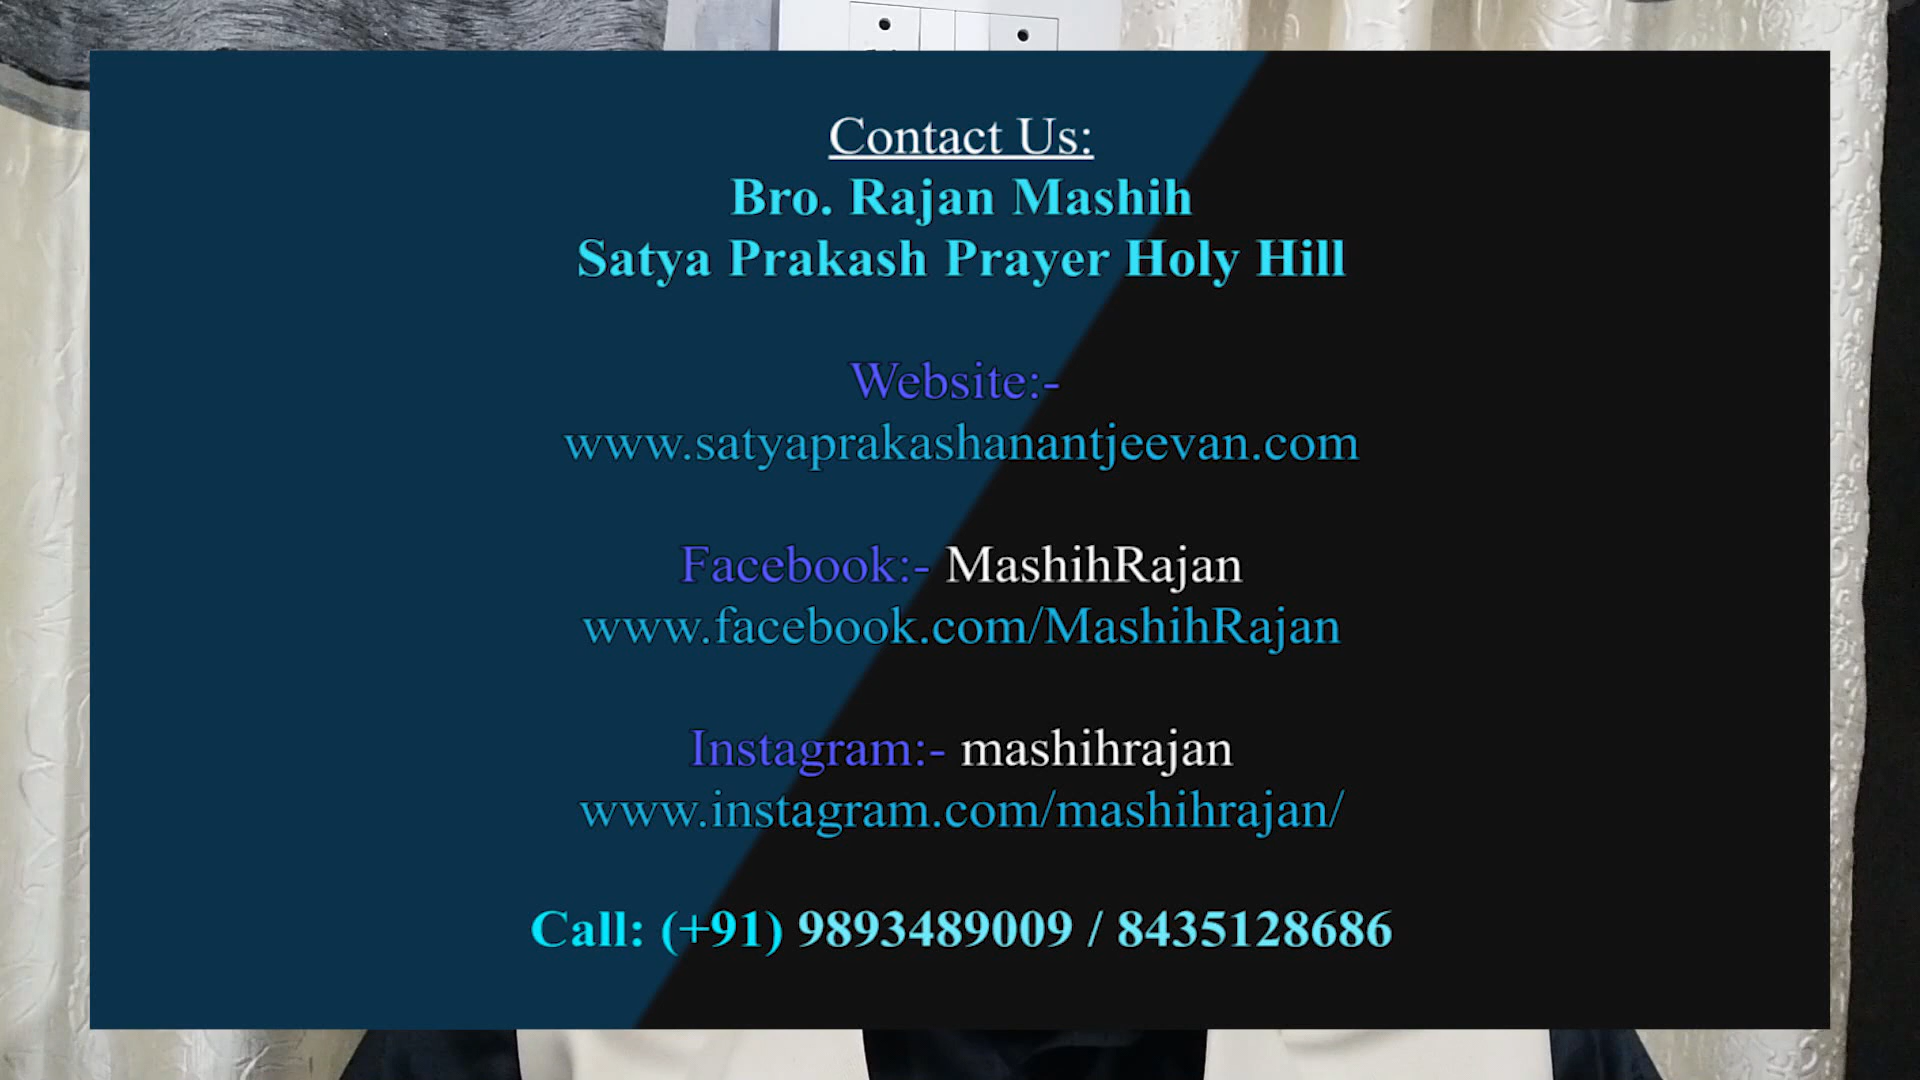 Contact Us:
Bro. Rajan Mashih
Satya Prakash Prayer Holy Hill
Website:-
www.satyaprakashanantjeevan.com
Facebook:- MashihRajan
www.facebook.com/MashihRajan
Instagram:- mashihrajan
www.instagram.com/mashihrajan/
Call: (+91) 9893489009 / 8435128686